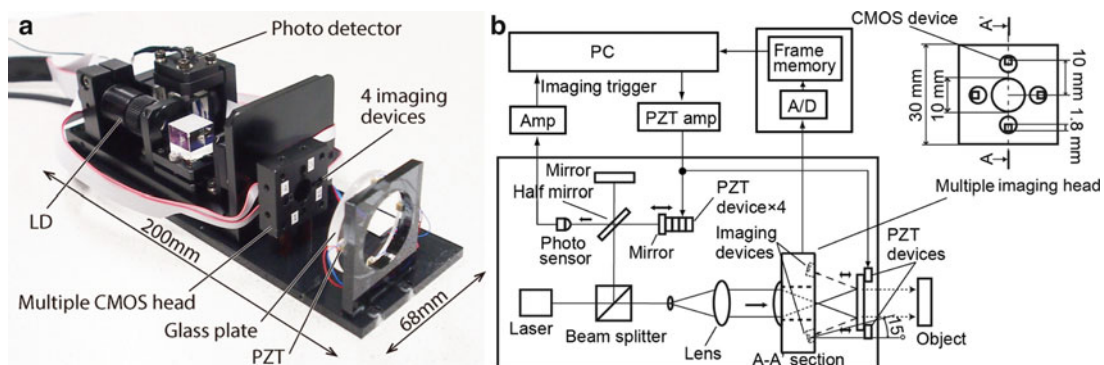 a
Photo detector
4 imaging
devices
LD
200mm
Multiple CMOS head
Glass plate
PZT
68mm
b
PC
Frame
memory
A/D
Imaging trigger
Amp
PZT amp
Mirror
Half mirror
Photo
sensor
Mirror
PZT
device×4
Imaging
devices
PZT
devices
Laser
Beam splitter
Lens
A-A' section
15°
Object
CMOS device
A'
30 mm
10 mm
10 mm
1.8 mm
A
Multiple imaging head